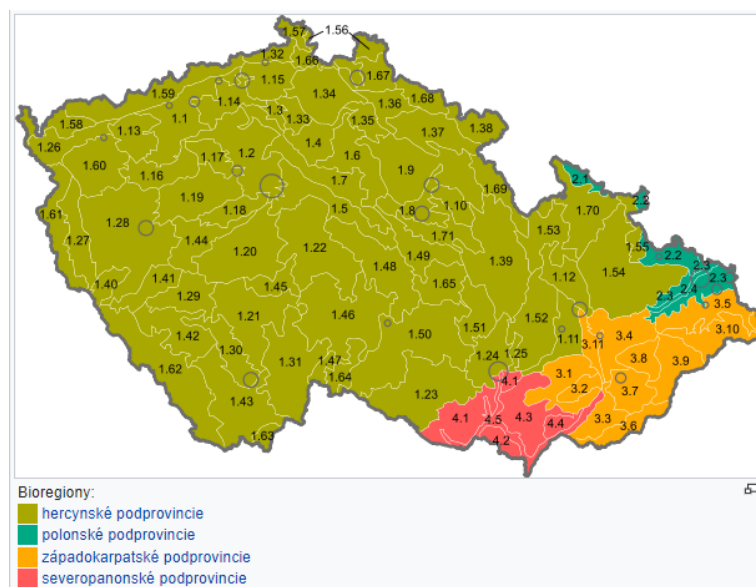 1.57 1.56
1.32 1.66
1.59 1.15 1.67
1.34
1.14 1.36 1.68
1.1 1.3
1.58 1.13 1.33 1.35 1.37 1.38
1.26 1.4
1.17 1.2 1.6
1.60 1.16 1.9
1.7 2.1
1.19 1.69
1.61 1.18 1.5 1.8 1.10 2.2
1.28 1.70
1.27 1.44 1.71 1.53
1.20 1.22 1.49 1.55 2.2
1.48 1.39 2.3
1.41 1.12 1.54 2.3
1.40 1.45 1.65 2.4
1.29 2.3
1.21 1.46 1.52 3.5
1.42 1.50 1.51 1.11 3.4 3.10
1.30 3.11
1.62 1.31 1.47 1.24 1.25 3.8 3.9
1.64 4.1 3.1
1.43 1.23 3.2 3.7
4.1 4.5 4.3 4.4 3.3
1.63 4.2 3.6
Bioregiony:
hercynské podprovincie
polonské podprovincie
západokarpatské podprovincie
severopanonské podprovincie